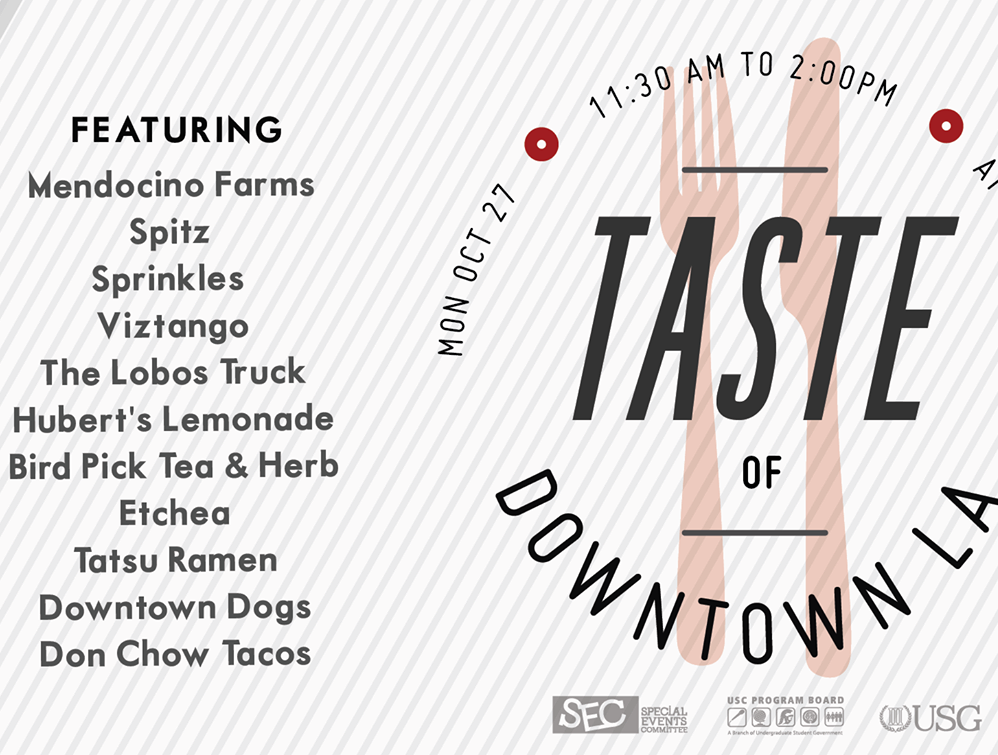 FEATURING
Mendocino Farms
Spitz
Sprinkles
Viztango
The Lobos Truck
Hubert's Lemonade
Bird Pick Tea & Herb
Etchea
Tatsu Ramen
Downtown Dogs
Don Chow Tacos
MON OCT 27
11:30 AM TO 2:00PM
TASTE
OF
DOWNTOWN LA
SEC SPECIAL
EVENTS
COMMITTEE
USC PROGRAM BOARD
A Branch of Undergraduate Student Government
USG